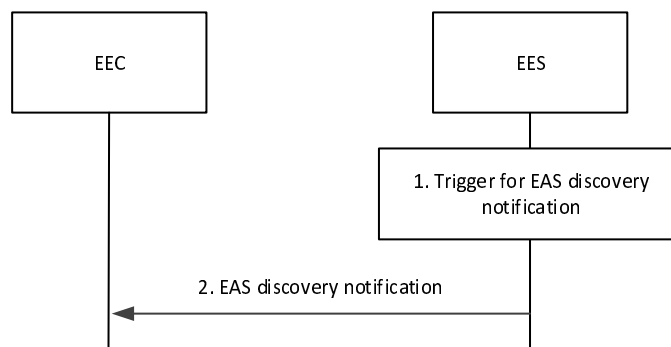 EEC
EES
1. Trigger for EAS discovery
notification
2. EAS discovery notification